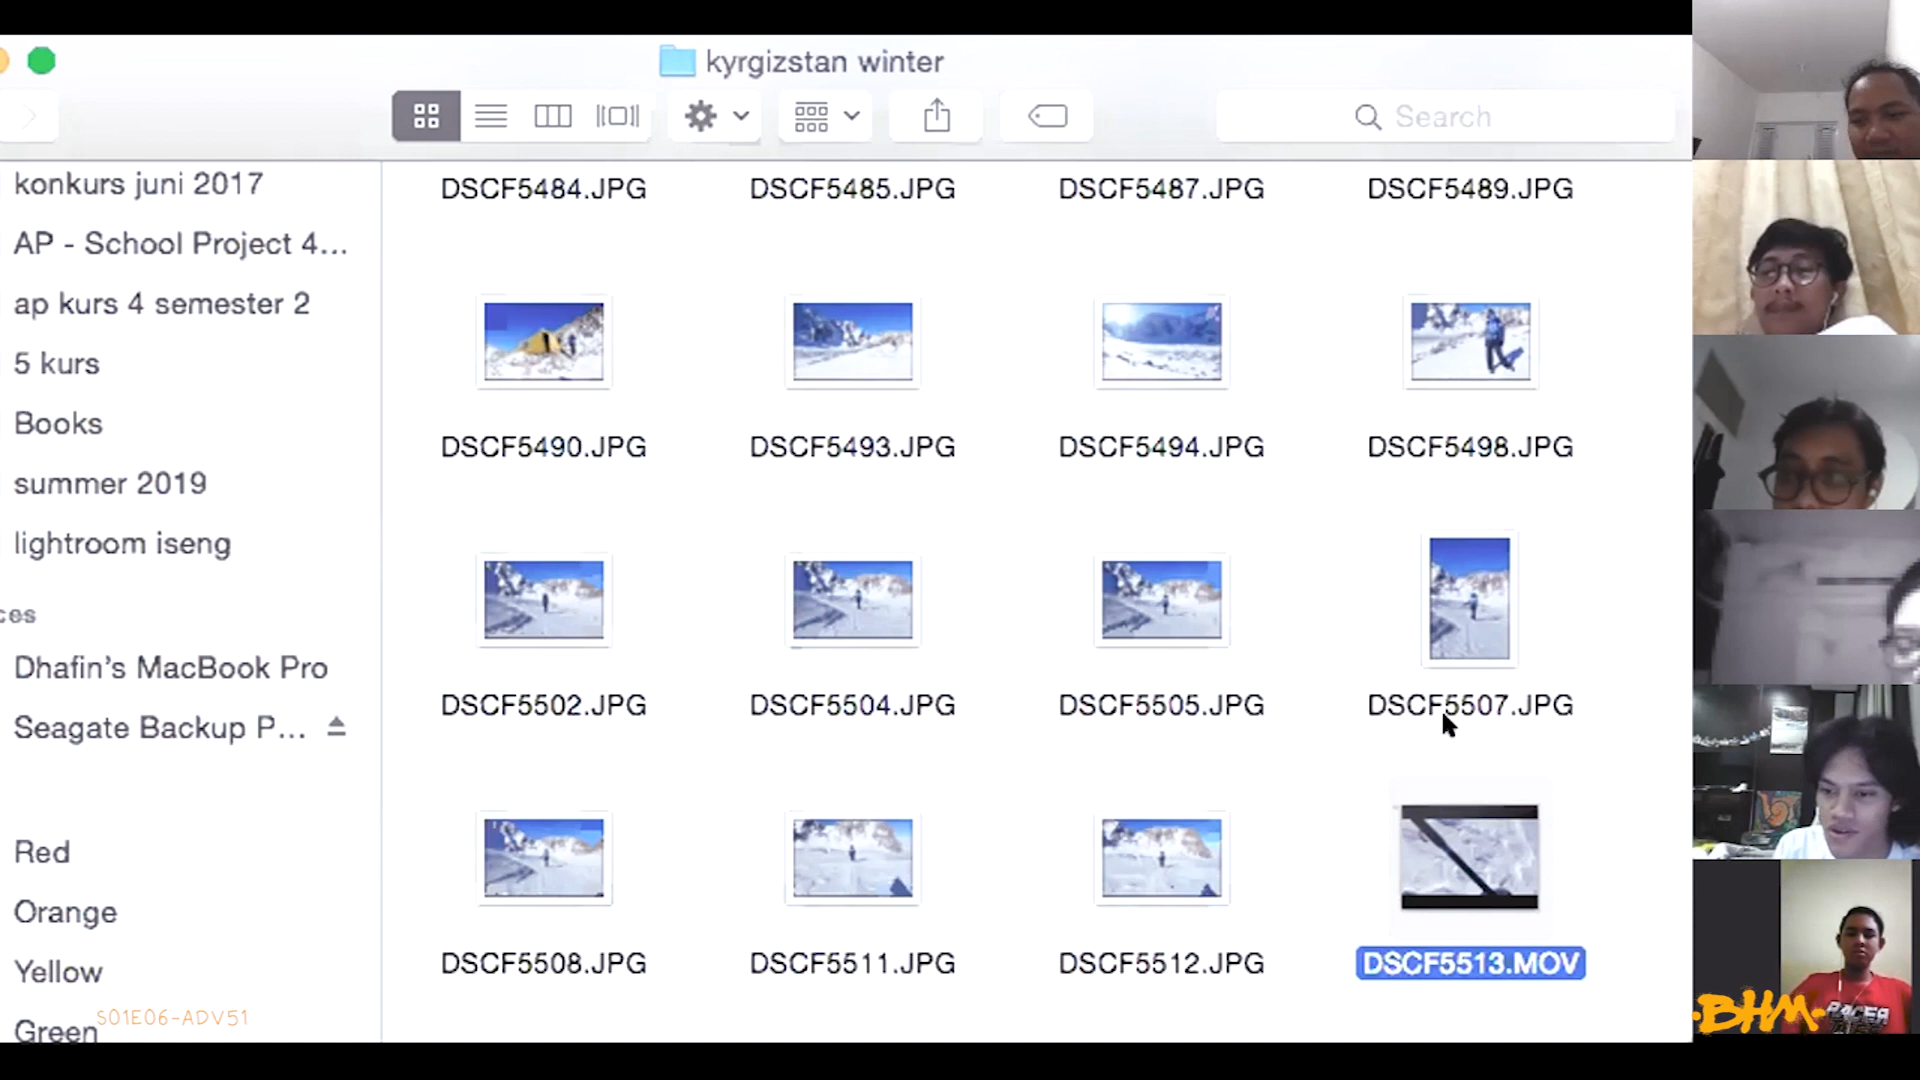 kyrgizstan winter
Search
konkurs juni 2017
AP - School Project 4...
ap kurs 4 semester 2
5 kurs
Books
summer 2019
lightroom iseng
ces
Dhafin's MacBook Pro
Seagate Backup P...
Red
Orange
Yellow
Green
DSCF5484.JPG DSCF5485.JPG DSCF5487.JPG DSCF5489.JPG
DSCF5490.JPG DSCF5493.JPG DSCF5494.JPG DSCF5498.JPG
DSCF5502.JPG DSCF5504.JPG DSCF5505.JPG DSCF5507.JPG
DSCF5508.JPG DSCF5511.JPG DSCF5512.JPG DSCF5513.MOV
S01E06-ADV51
·BHM·
RACER